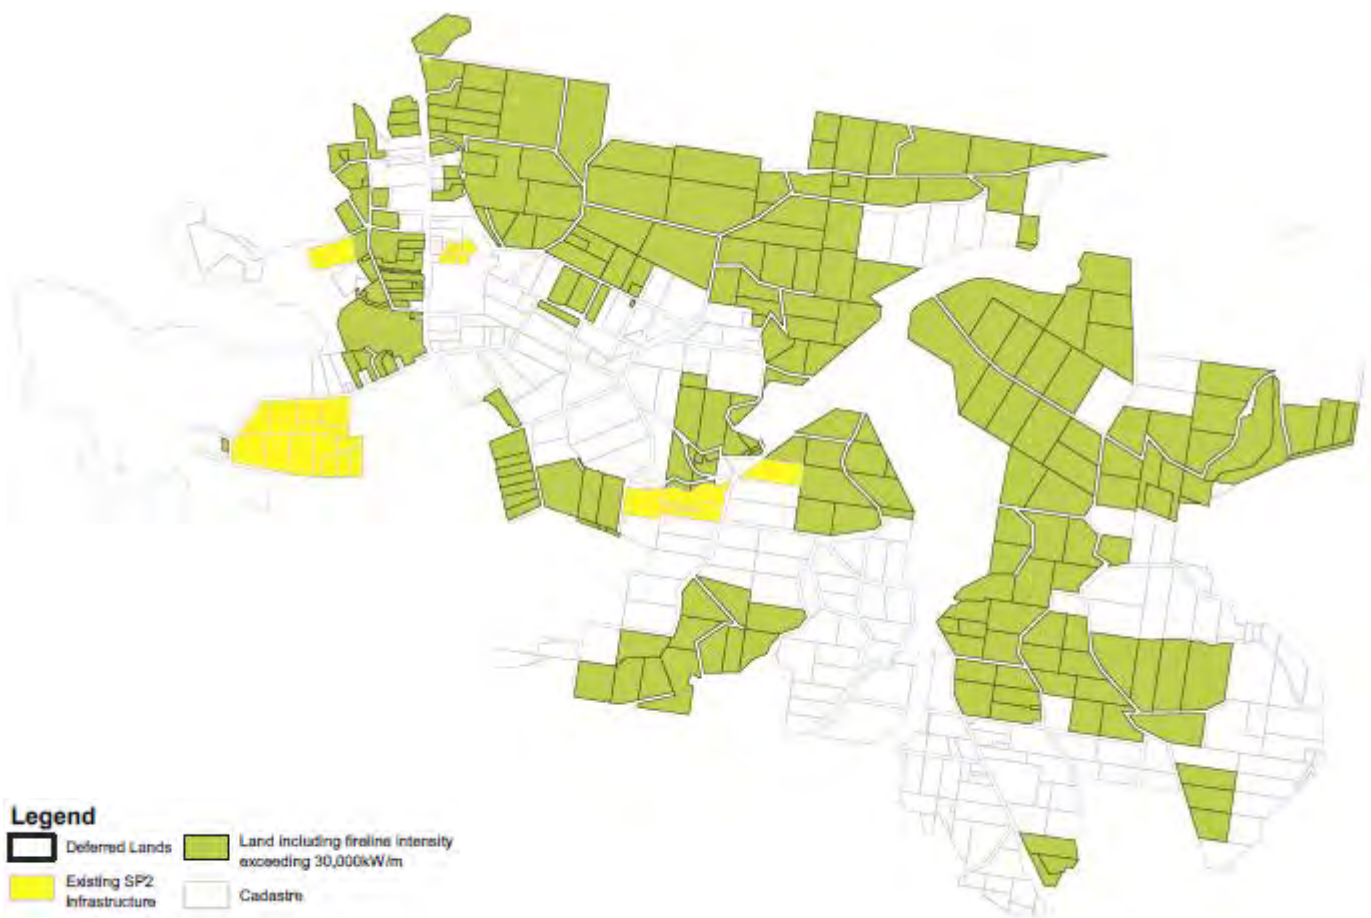 Legend
Deferred Lands
Land including fireline intensity
exceeding 30,000kW/m
Existing SP2
Infrastructure
Cadastre